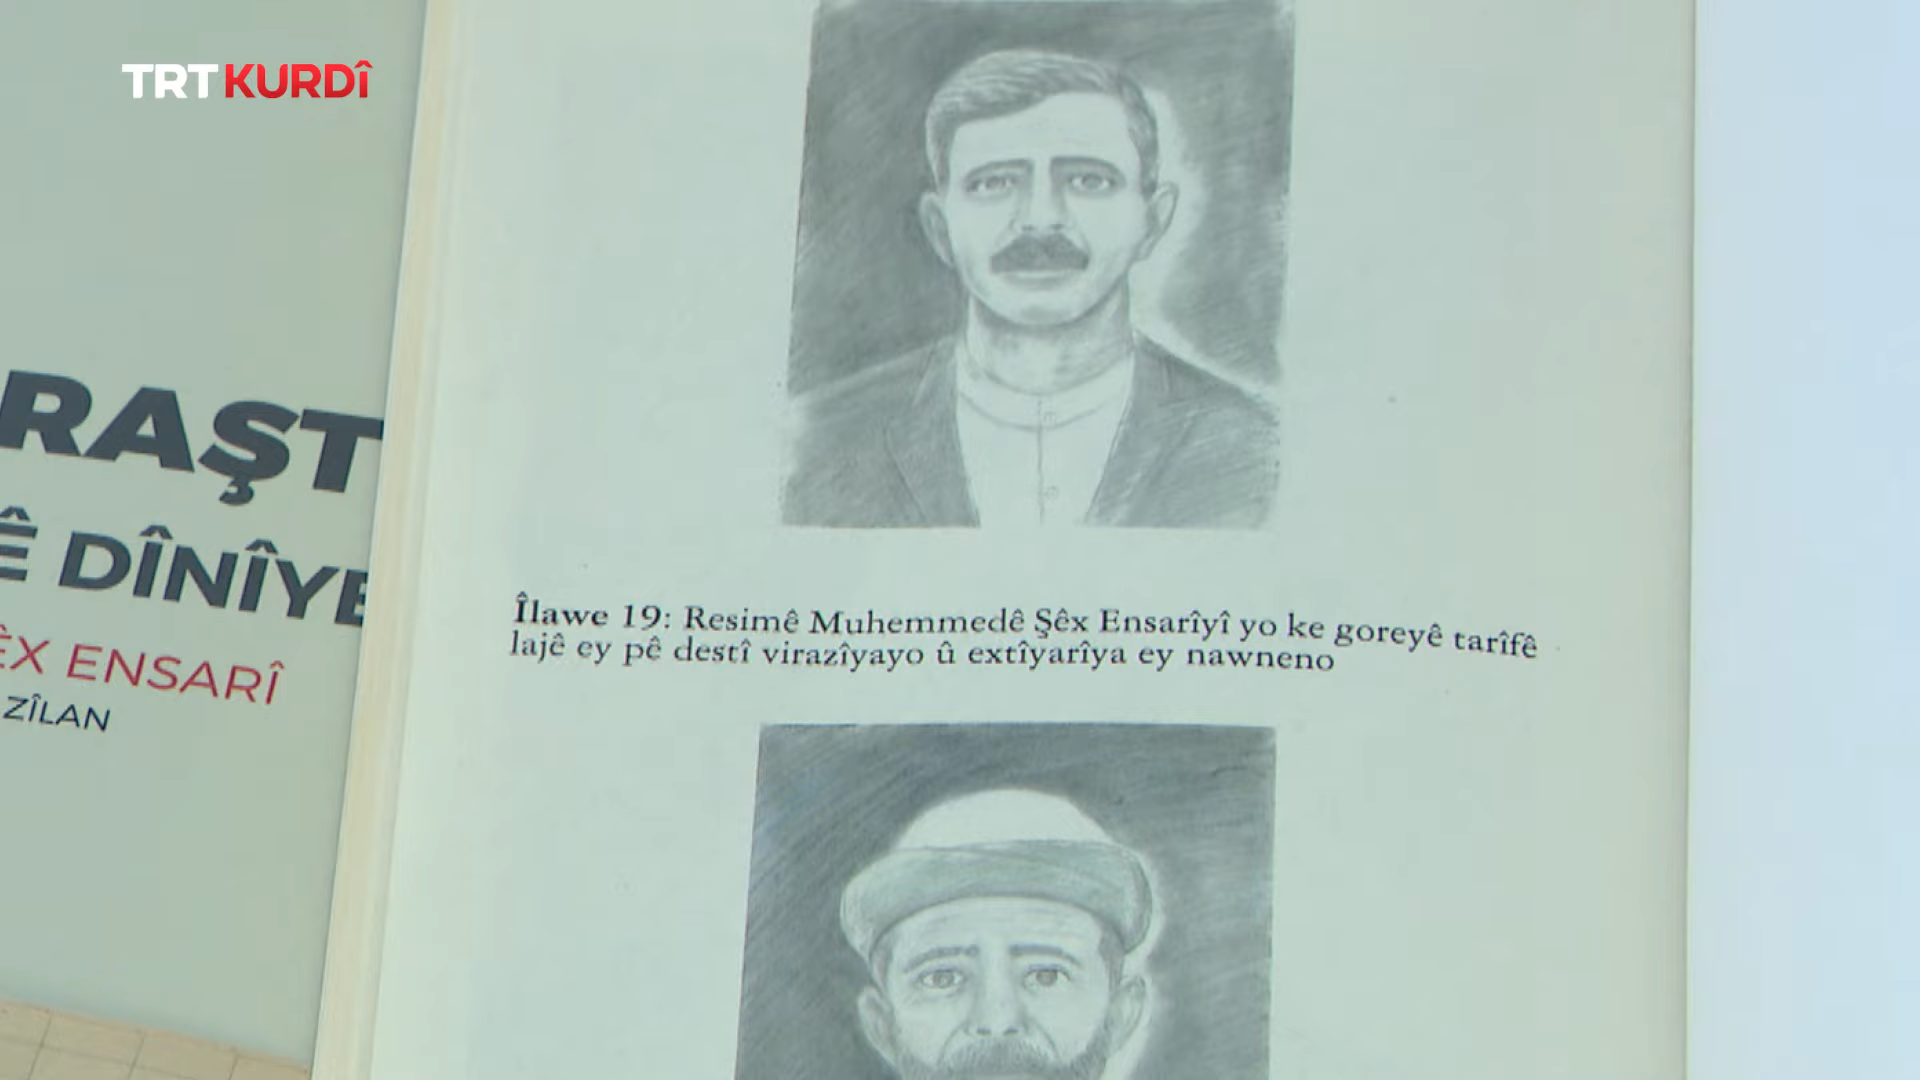 TRT KURDÎ
RAŞT
Ê DÎNÎYE
ÊX ENSARÎ
ZÎLAN
Îlawe 19: Resimê Muhemmedê Şêx Ensarîyî yo ke goreyê tarîfê
lajê ey pê destî virazîyayo û extîyarîya ey nawneno